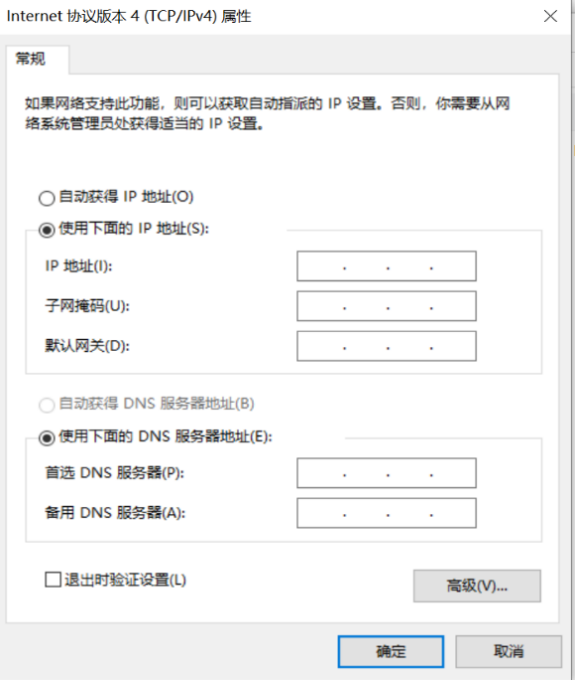 Internet 协议版本 4 (TCP/IPv4) 属性
常规
如果网络支持此功能，则可以获取自动指派的 IP 设置。否则，你需要从网
络系统管理员处获得适当的 IP 设置。
自动获得 IP 地址(O)
使用下面的 IP 地址(S):
IP 地址(I):
. . .
子网掩码(U):
. . .
默认网关(D):
. . .
自动获得 DNS 服务器地址(B)
使用下面的 DNS 服务器地址(E):
首选 DNS 服务器(P):
. . .
备用 DNS 服务器(A):
. . .
退出时验证设置(L)
高级(V)...
确定
取消